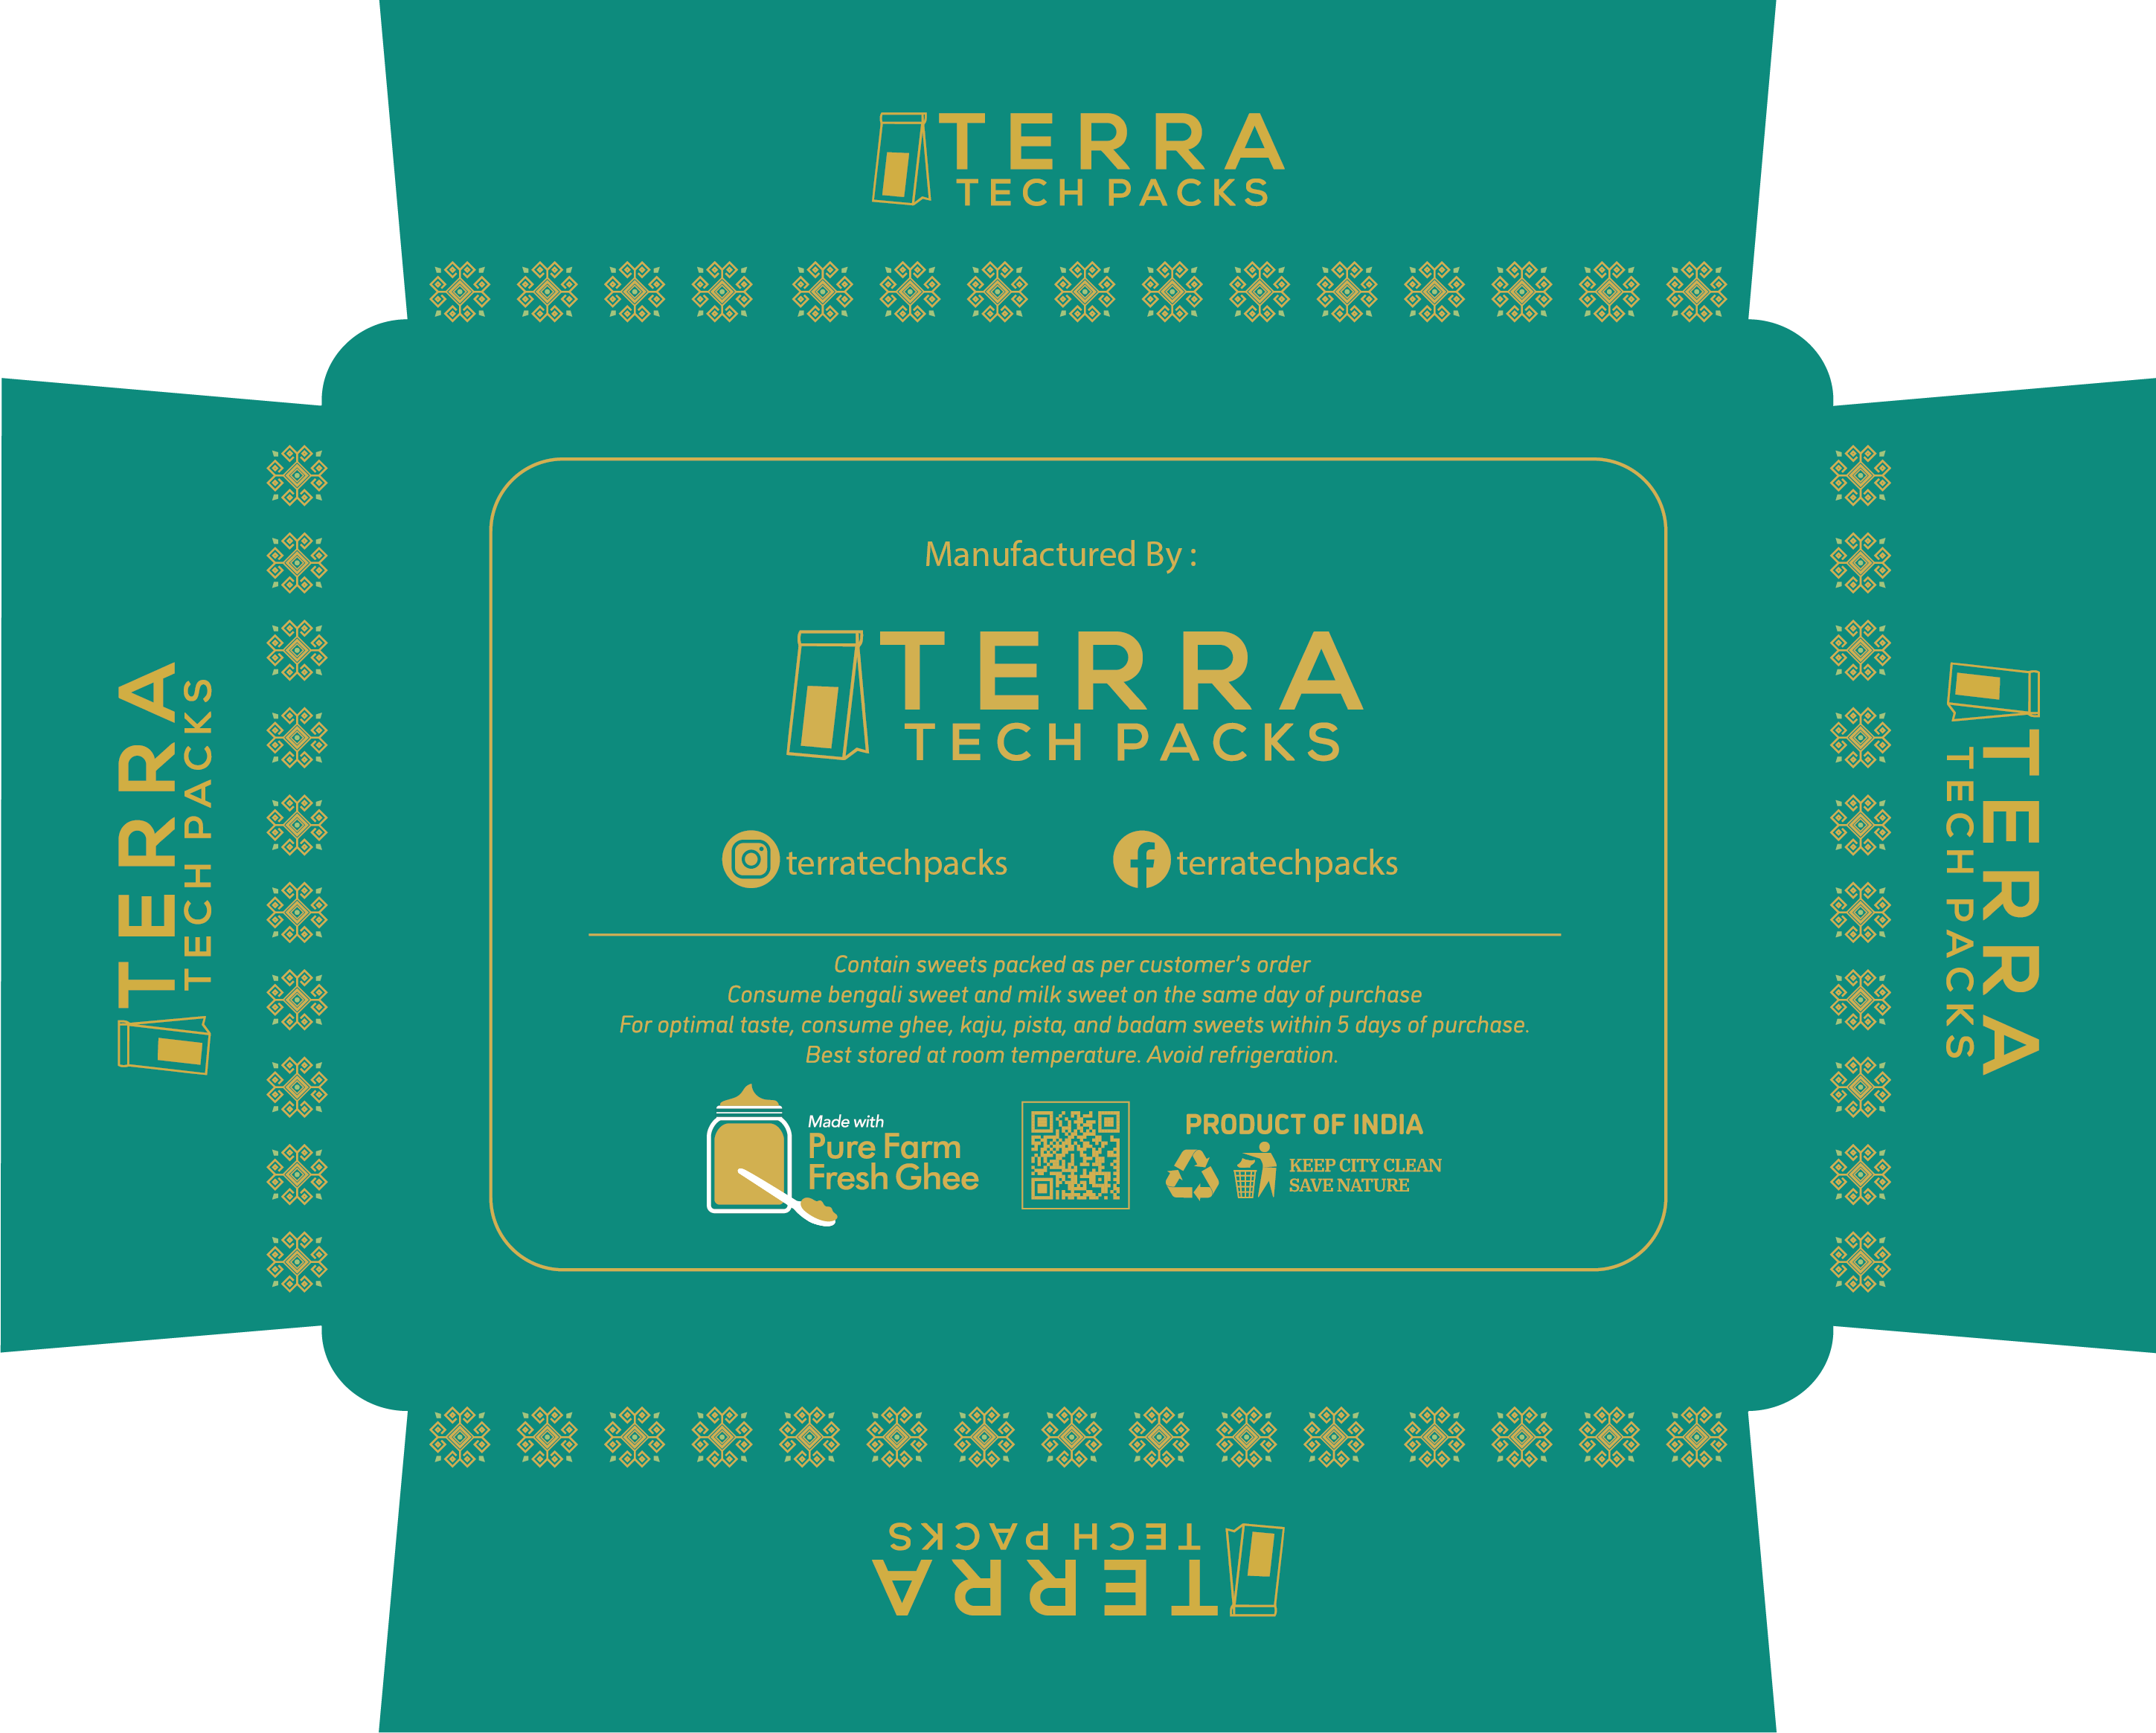 TERRA
TECH PACKS
Manufactured By :
TERRA
TECH PACKS
terratechpacks
terratechpacks
Contain sweets packed as per customer's order
Consume bengali sweet and milk sweet on the same day of purchase
For optimal taste, consume ghee, kaju, pista, and badam sweets within 5 days of purchase.
Best stored at room temperature. Avoid refrigeration.
Made with
Pure Farm
Fresh Ghee
PRODUCT OF INDIA
KEEP CITY CLEAN
SAVE NATURE
TERRA
TECH PACKS
TERRA
TECH PACKS
TERRA
TECH PACKS